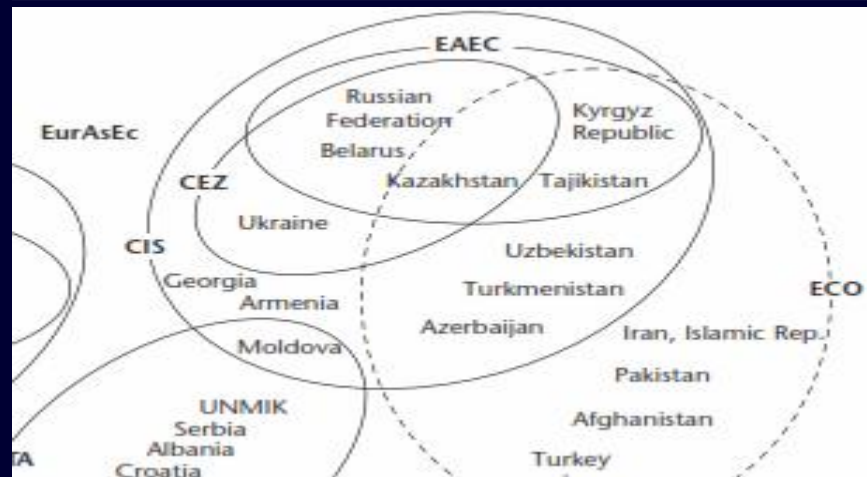 EAEC
Russian
Federation
Kyrgyz
Republic
EurAsEc
Belarus
CEZ
Kazakhstan
Tajikistan
Ukraine
CIS
Uzbekistan
Georgia
Turkmenistan
ECO
Armenia
Azerbaijan
Iran, Islamic Rep.
Moldova
Pakistan
UNMIK
Afghanistan
Serbia
Albania
TA
Turkey
Croatia